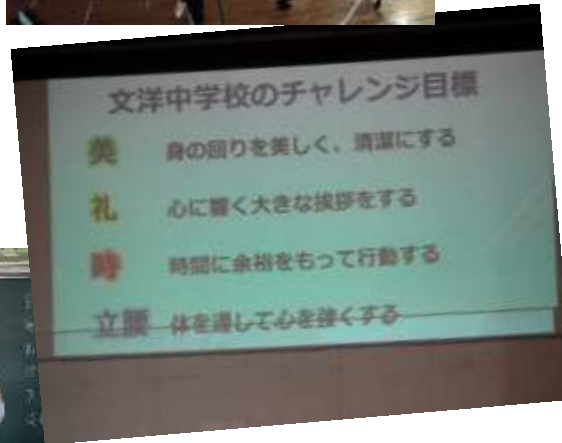 文洋中学校のチャレンジ目標
美 身の回りを美しく、清潔にする
礼 心に響く大きな挨拶をする
時 時間に余裕をもって行動する
立腰 体を通して心を強くする